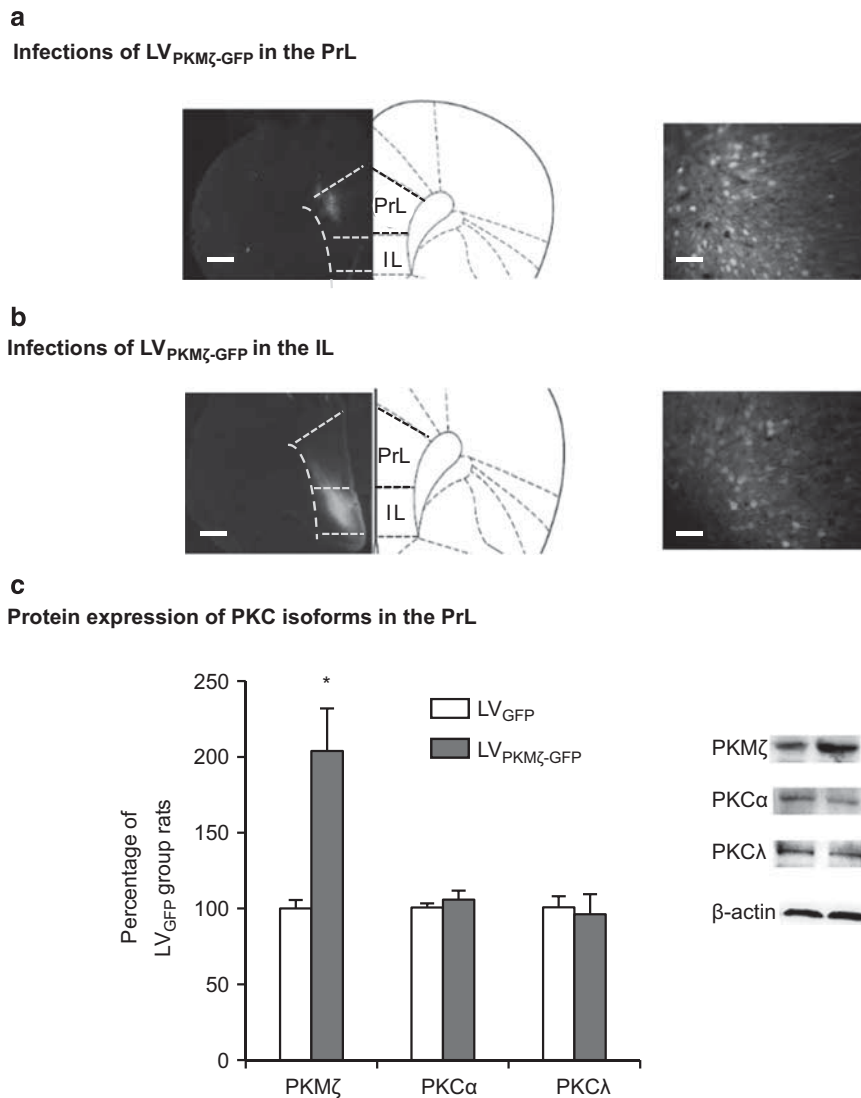 a
Infections of LV PKMζ-GFP in the PrL
PrL
IL
b
Infections of LV PKMζ-GFP in the IL
PrL
IL
c
Protein expression of PKC isoforms in the PrL
Percentage of
LV GFP group rats
250
200
150
100
50
0
*
LV GFP
LV PKMζ-GFP
PKMζ
PKCα
PKCλ
PKMζ
PKCα
PKCλ
β-actin